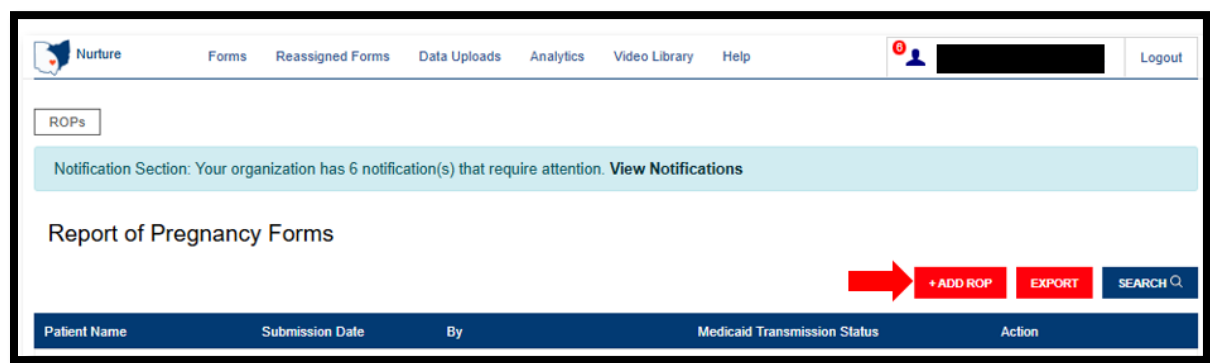 Nurture Forms Reassigned Forms Data Uploads Analytics Video Library Help 6 Logout
ROPs
Notification Section: Your organization has 6 notification(s) that require attention. View Notifications
Report of Pregnancy Forms
+ ADD ROP EXPORT SEARCH
Patient Name Submission Date By Medicaid Transmission Status Action